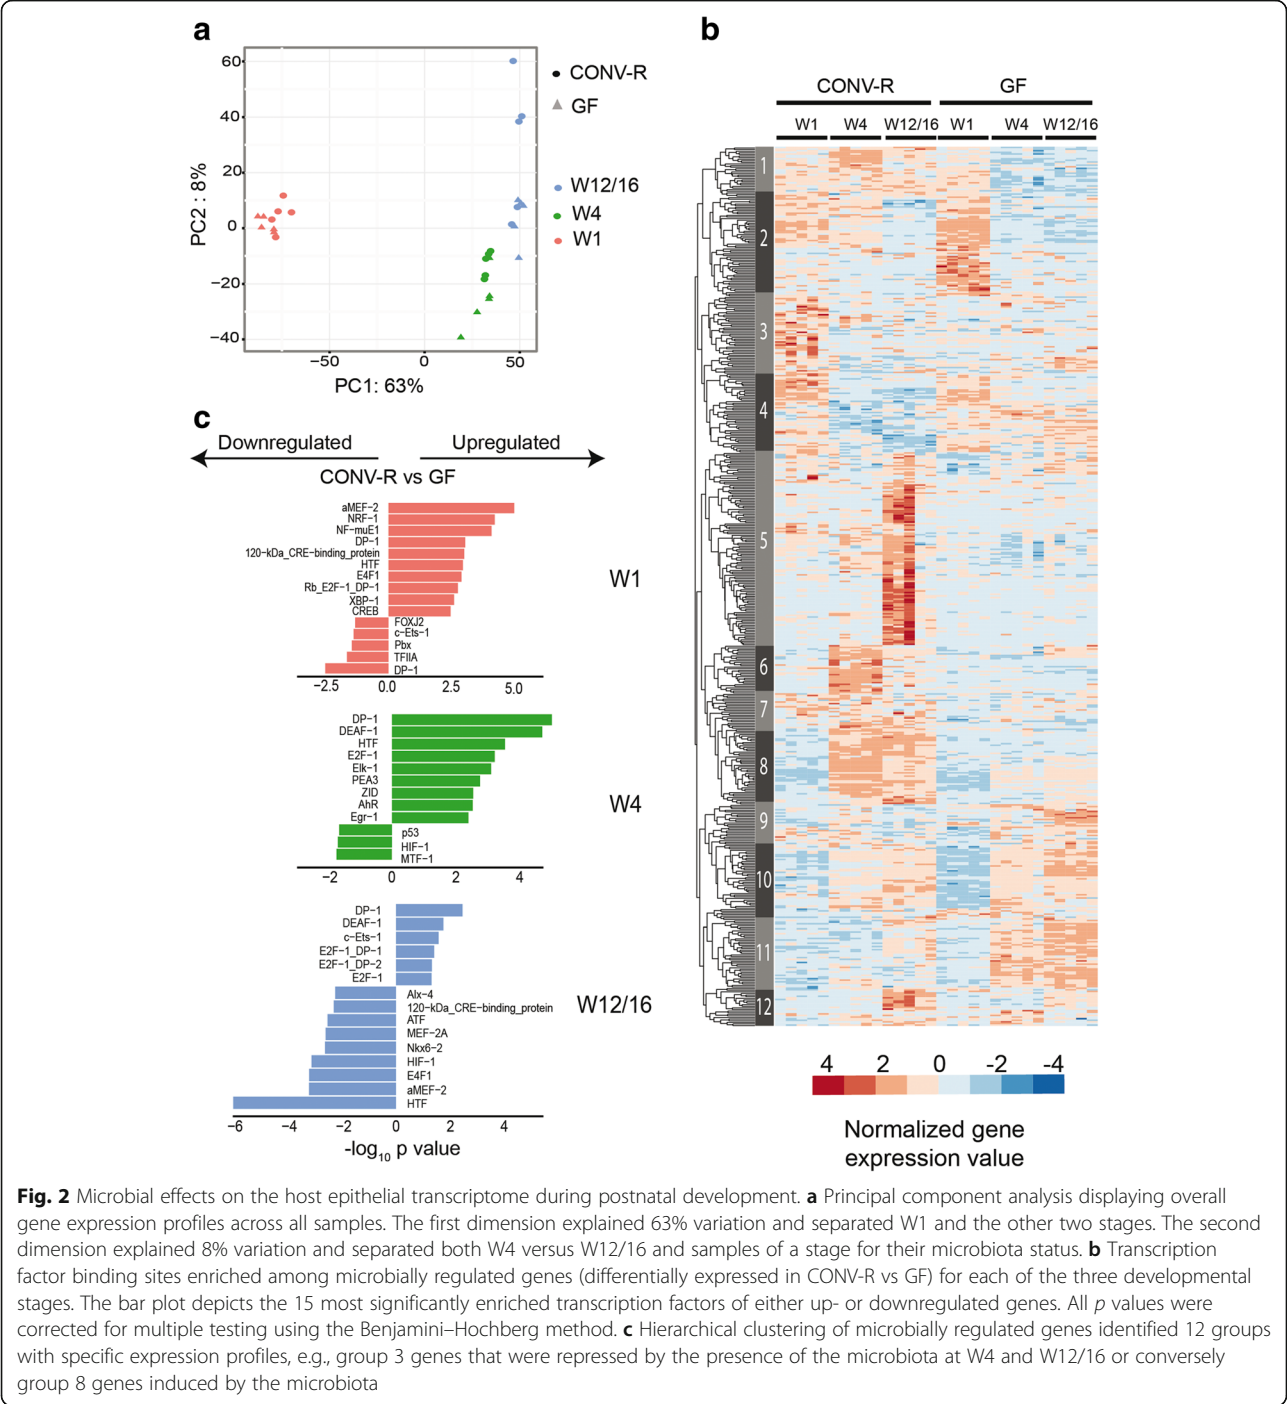 a
60
40
20
0
−20
−40
PC2 : 8%
−50
0
50
PC1: 63%
CONV-R
GF
W12/16
W4
W1
b
CONV-R
GF
W1
W4
W12/16
W1
W4
W12/16
1
2
3
4
5
6
7
8
9
10
11
12
4
2
0
-2
-4
Normalized gene
expression value
c
Downregulated
Upregulated
CONV-R vs GF
aMEF−2
NRF−1
NF−muE1
DP−1
120−kDa_CRE−binding_protein
HTF
E4F1
Rb_E2F−1_DP−1
XBP−1
CREB
FOXJ2
c−Ets−1
Pbx
TFIIA
DP−1
−2.5
0.0
2.5
5.0
W1
DP−1
DEAF−1
HTF
E2F−1
Elk−1
PEA3
ZID
AhR
Egr−1
p53
HIF−1
MTF−1
−2
0
2
4
W4
DP−1
DEAF−1
c−Ets−1
E2F−1_DP−1
E2F−1_DP−2
E2F−1
Alx−4
120−kDa_CRE−binding_protein
ATF
MEF−2A
Nkx6−2
HIF−1
E4F1
aMEF−2
HTF
−6
−4
−2
0
2
4
W12/16
-log10 p value
Fig. 2 Microbial effects on the host epithelial transcriptome during postnatal development. a Principal component analysis displaying overall
gene expression profiles across all samples. The first dimension explained 63% variation and separated W1 and the other two stages. The second
dimension explained 8% variation and separated both W4 versus W12/16 and samples of a stage for their microbiota status. b Transcription
factor binding sites enriched among microbially regulated genes (differentially expressed in CONV-R vs GF) for each of the three developmental
stages. The bar plot depicts the 15 most significantly enriched transcription factors of either up- or downregulated genes. All p values were
corrected for multiple testing using the Benjamini–Hochberg method. c Hierarchical clustering of microbially regulated genes identified 12 groups
with specific expression profiles, e.g., group 3 genes that were repressed by the presence of the microbiota at W4 and W12/16 or conversely
group 8 genes induced by the microbiota